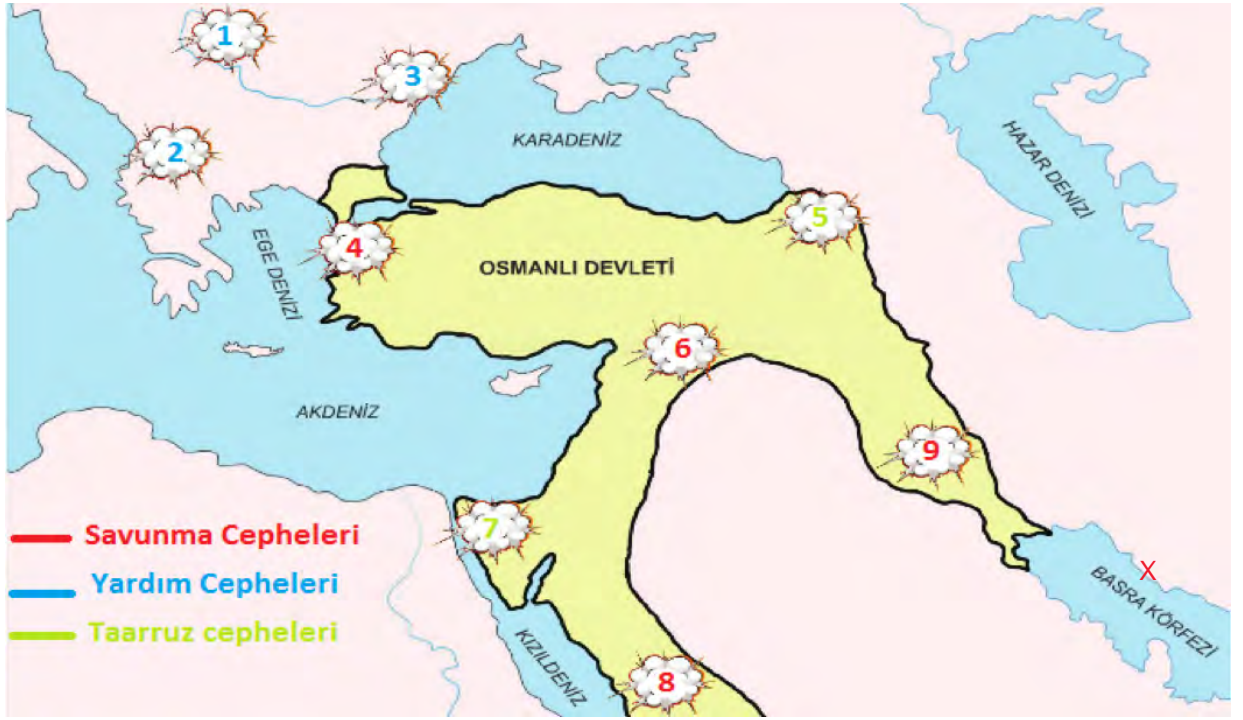 1
3
2
KARADENİZ
HAZAR DENİZİ
5
4
EGE DENİZİ
OSMANLI DEVLETİ
6
AKDENİZ
9
7
Savunma Cepheleri
Yardım Cepheleri
Taarruz cepheleri
X
BASRA KÖRFEZİ
KIZILDENİZ
8